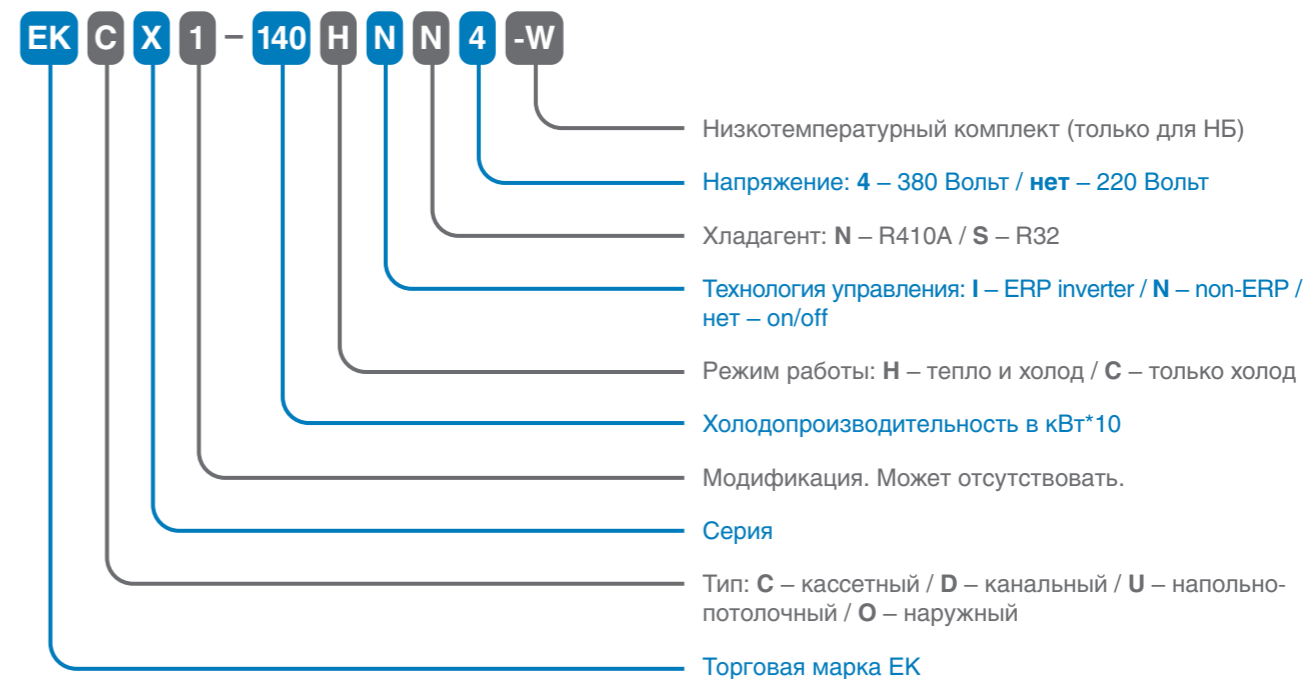 EK C X 1 – 140 H N N 4 -W
Низкотемпературный комплект (только для НБ)
Напряжение: 4 – 380 Вольт / нет – 220 Вольт
Хладагент: N – R410A / S – R32
Технология управления: I – ERP inverter / N – non-ERP /
нет – on/off
Режим работы: H – тепло и холод / C – только холод
Холодопроизводительность в кВт*10
Модификация. Может отсутствовать.
Серия
Тип: C – кассетный / D – канальный / U – напольно-
потолочный / O – наружный
Торговая марка EK